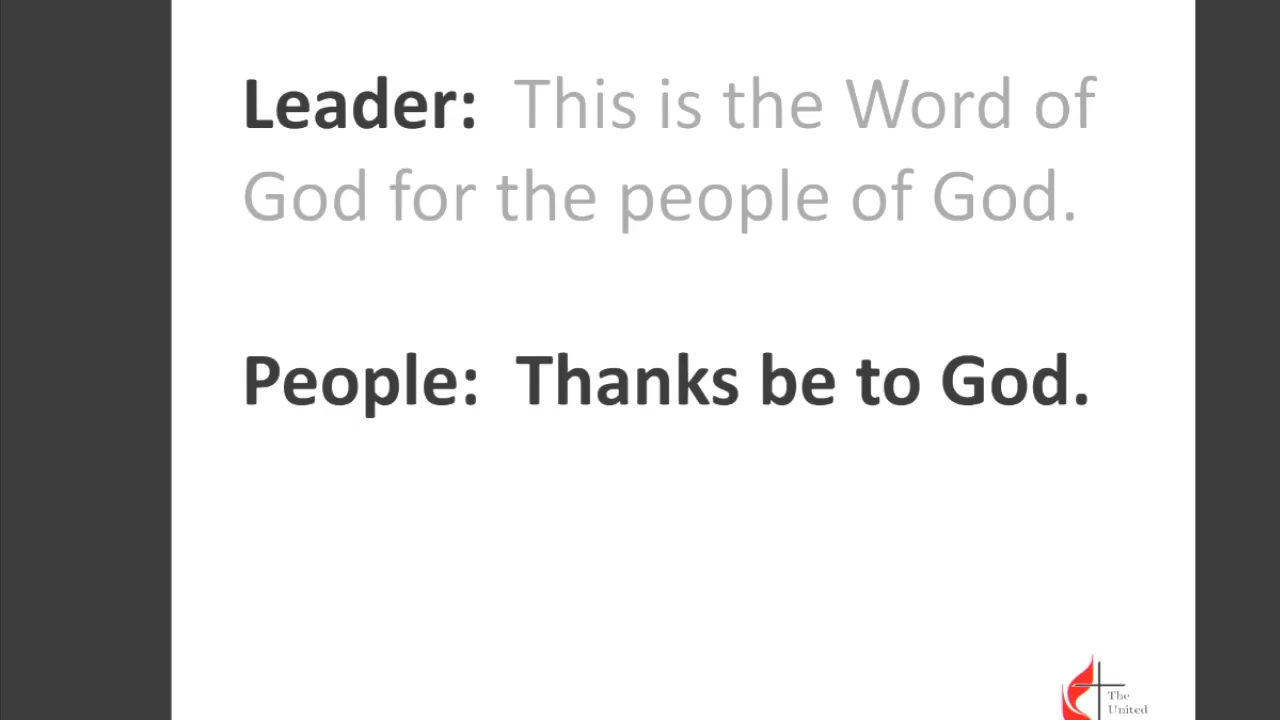 Leader: This is the Word of
God for the people of God.
People: Thanks be to God.
The
United